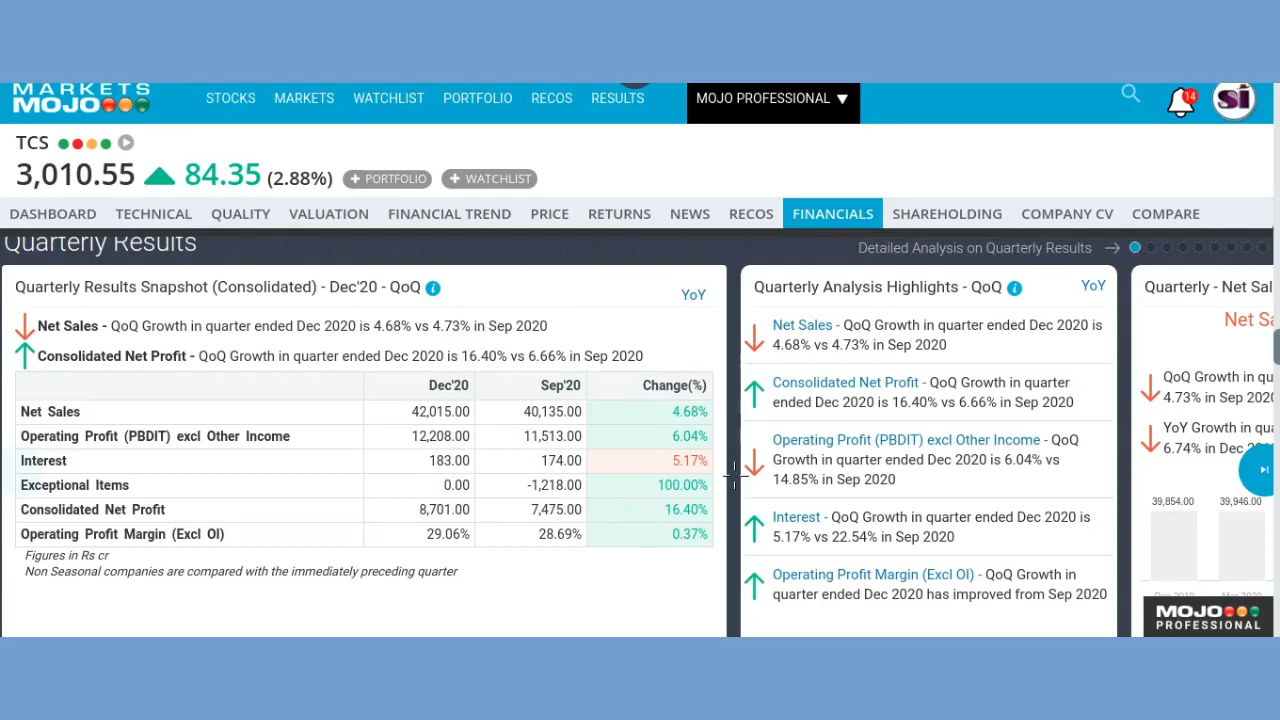 MARKETS
MOJO
STOCKS MARKETS WATCHLIST PORTFOLIO RECOS RESULTS MOJO PROFESSIONAL ▼ 14 si
TCS
3,010.55 84.35 (2.88%) + PORTFOLIO + WATCHLIST
DASHBOARD TECHNICAL QUALITY VALUATION FINANCIAL TREND PRICE RETURNS NEWS RECOS FINANCIALS SHAREHOLDING COMPANY CV COMPARE
Quarterly Results
Detailed Analysis on Quarterly Results →
Quarterly Results Snapshot (Consolidated) - Dec'20 - QoQ i
YoY
Net Sales - QoQ Growth in quarter ended Dec 2020 is 4.68% vs 4.73% in Sep 2020
Consolidated Net Profit - QoQ Growth in quarter ended Dec 2020 is 16.40% vs 6.66% in Sep 2020
Dec'20 Sep'20 Change(%)
Net Sales 42,015.00 40,135.00 4.68%
Operating Profit (PBDIT) excl Other Income 12,208.00 11,513.00 6.04%
Interest 183.00 174.00 5.17%
Exceptional Items 0.00 -1,218.00 100.00%
Consolidated Net Profit 8,701.00 7,475.00 16.40%
Operating Profit Margin (Excl OI) 29.06% 28.69% 0.37%
Figures in Rs cr
Non Seasonal companies are compared with the immediately preceding quarter
Quarterly Analysis Highlights - QoQ i YoY
Net Sales - QoQ Growth in quarter ended Dec 2020 is
4.68% vs 4.73% in Sep 2020
Consolidated Net Profit - QoQ Growth in quarter
ended Dec 2020 is 16.40% vs 6.66% in Sep 2020
Operating Profit (PBDIT) excl Other Income - QoQ
Growth in quarter ended Dec 2020 is 6.04% vs
14.85% in Sep 2020
Interest - QoQ Growth in quarter ended Dec 2020 is
5.17% vs 22.54% in Sep 2020
Operating Profit Margin (Excl OI) - QoQ Growth in
quarter ended Dec 2020 has improved from Sep 2020
Quarterly - Net Sal
Net Sa
QoQ Growth in qu
4.73% in Sep 2020
YoY Growth in qua
6.74% in Dec
39,854.00 39,946.00
MOJO
PROFESSIONAL